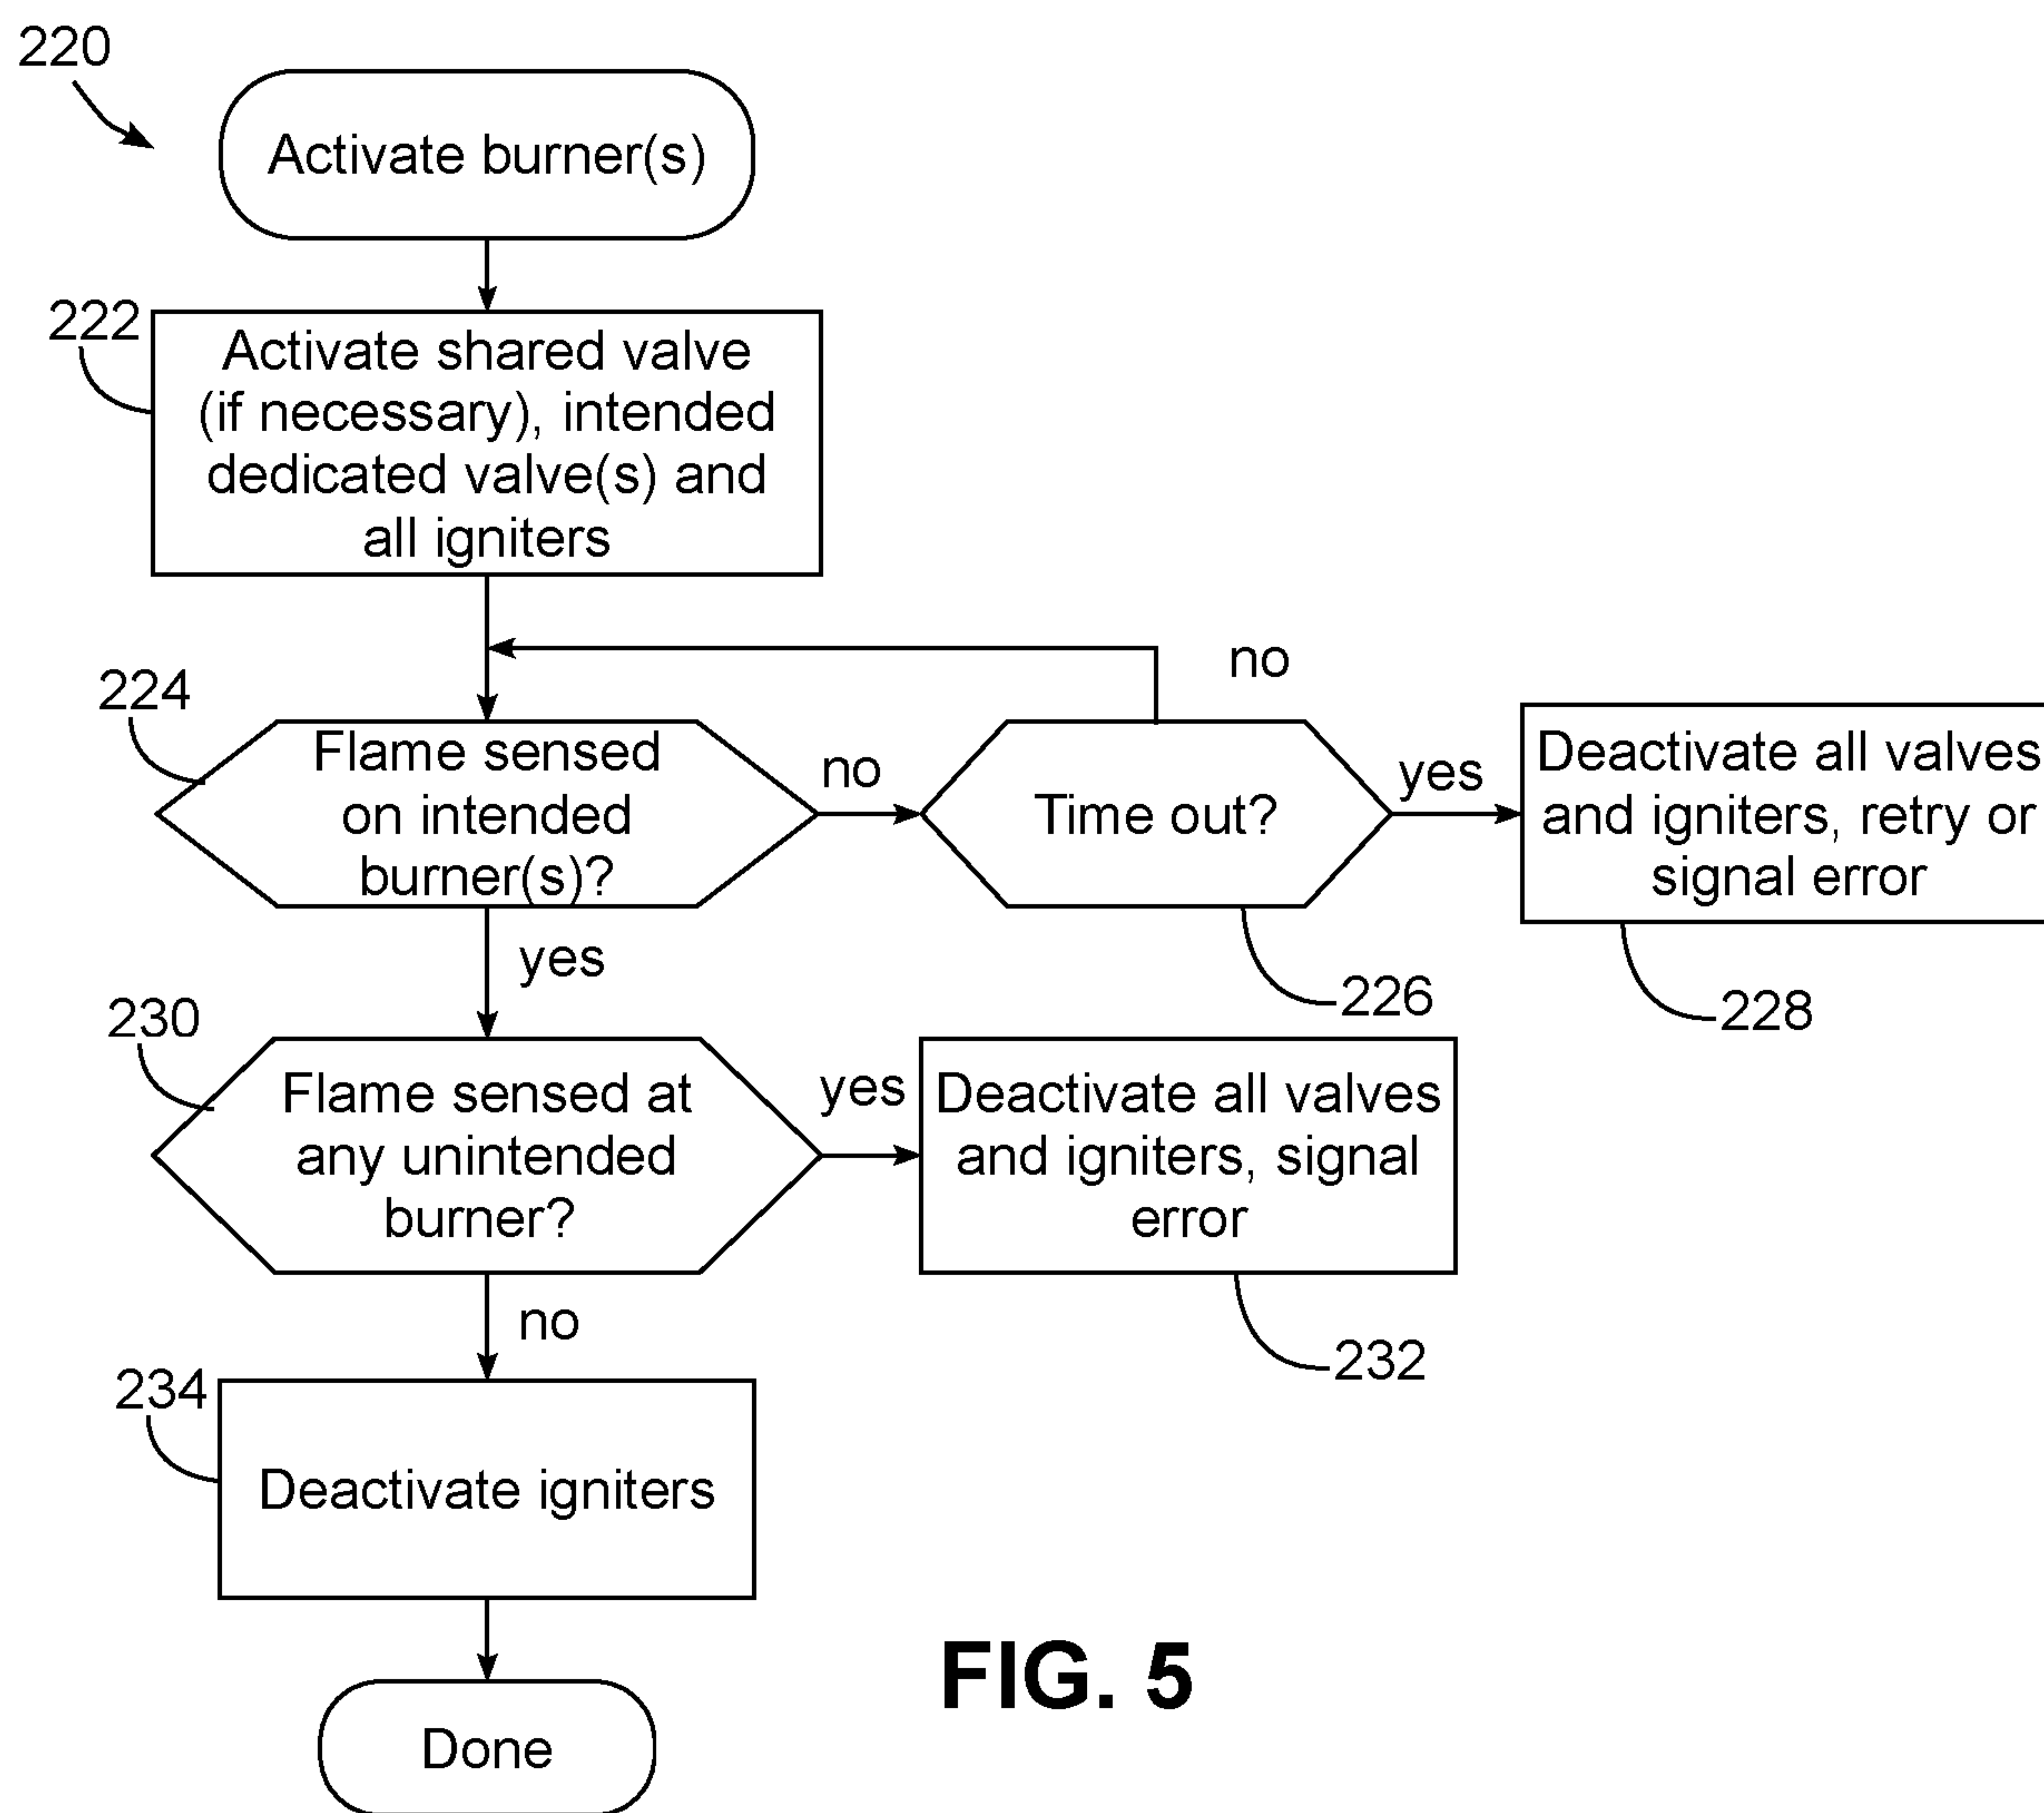 220
Activate burner(s)
222
Activate shared valve
(if necessary), intended
dedicated valve(s) and
all igniters
no
224
Flame sensed
on intended
burner(s)?
no
Time out?
yes
Deactivate all valves
and igniters, retry or
signal error
yes
226
228
230
Flame sensed at
any unintended
burner?
yes
Deactivate all valves
and igniters, signal
error
no
232
234
Deactivate igniters
FIG. 5
Done